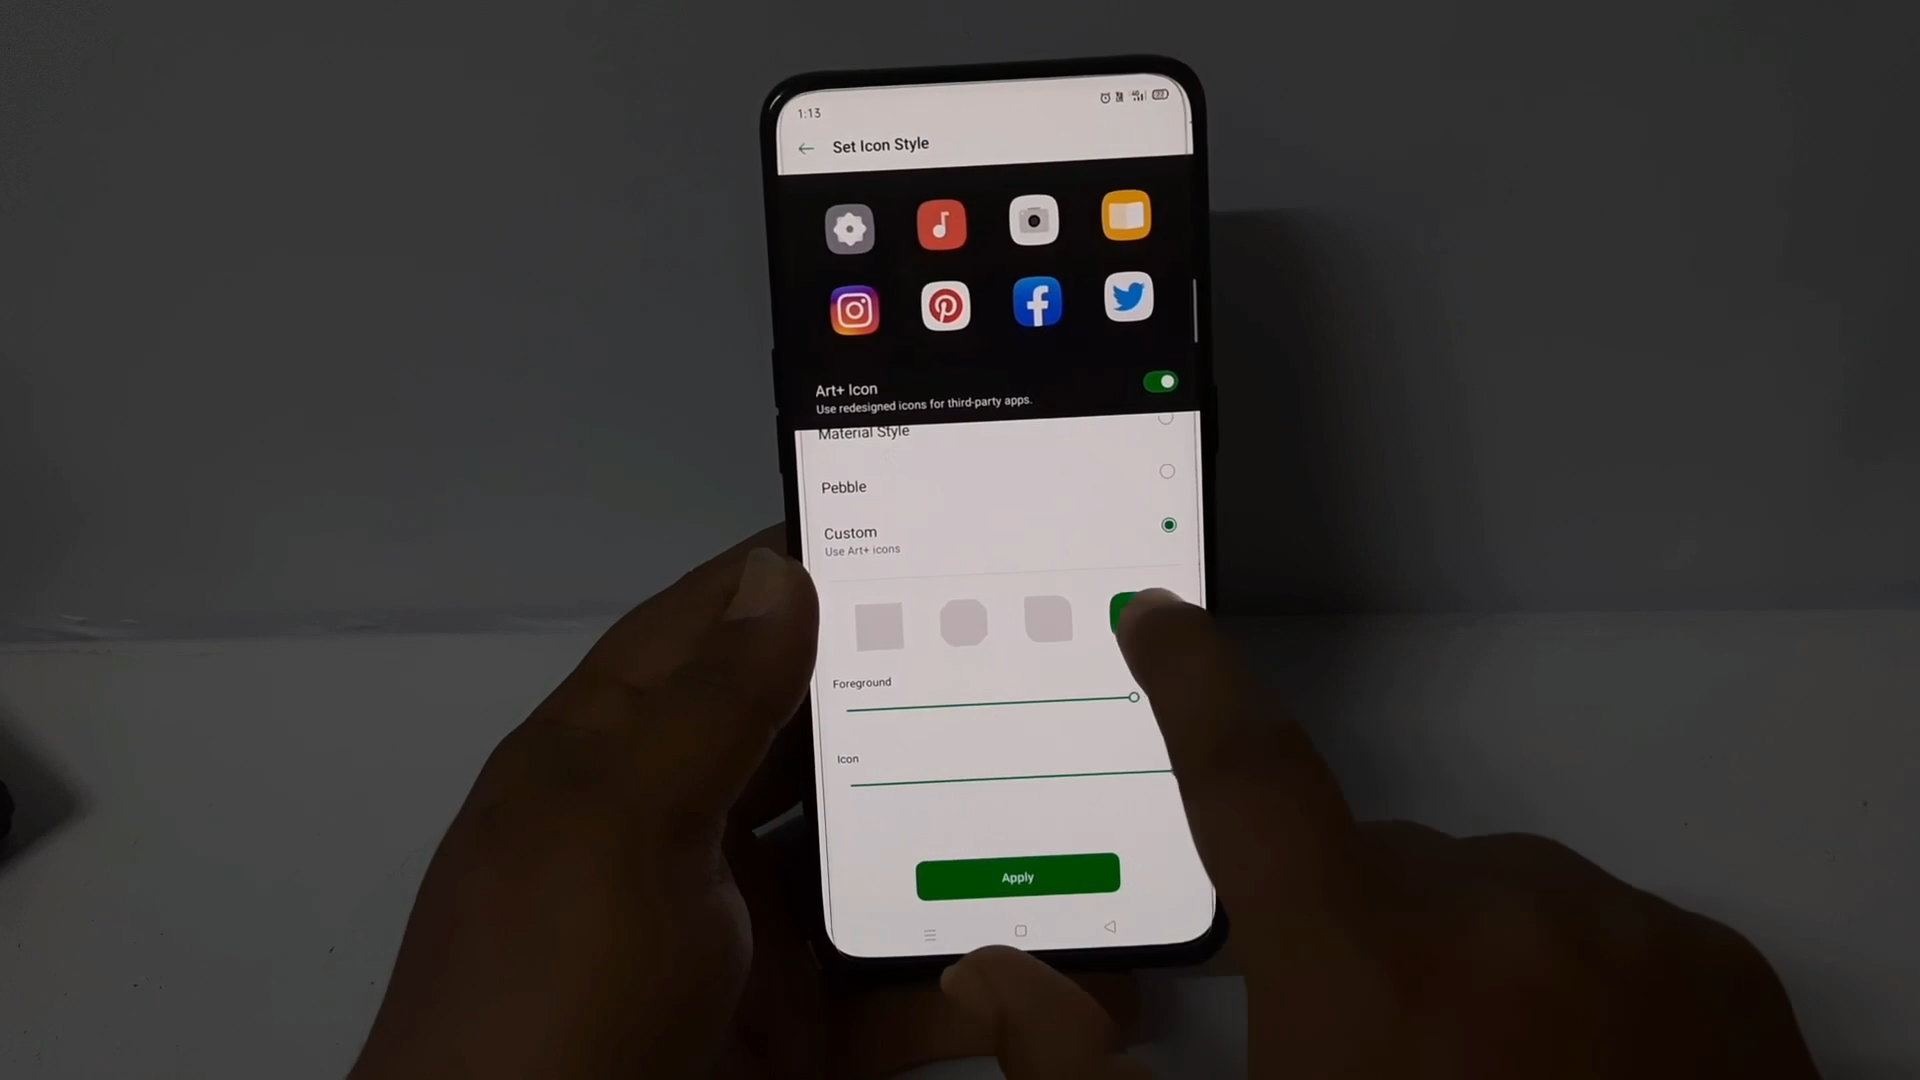 1:13
Set Icon Style
Art+ Icon
Use redesigned icons for third-party apps.
Material Style
Pebble
Custom
Use Art+ icons
Foreground
Icon
Apply